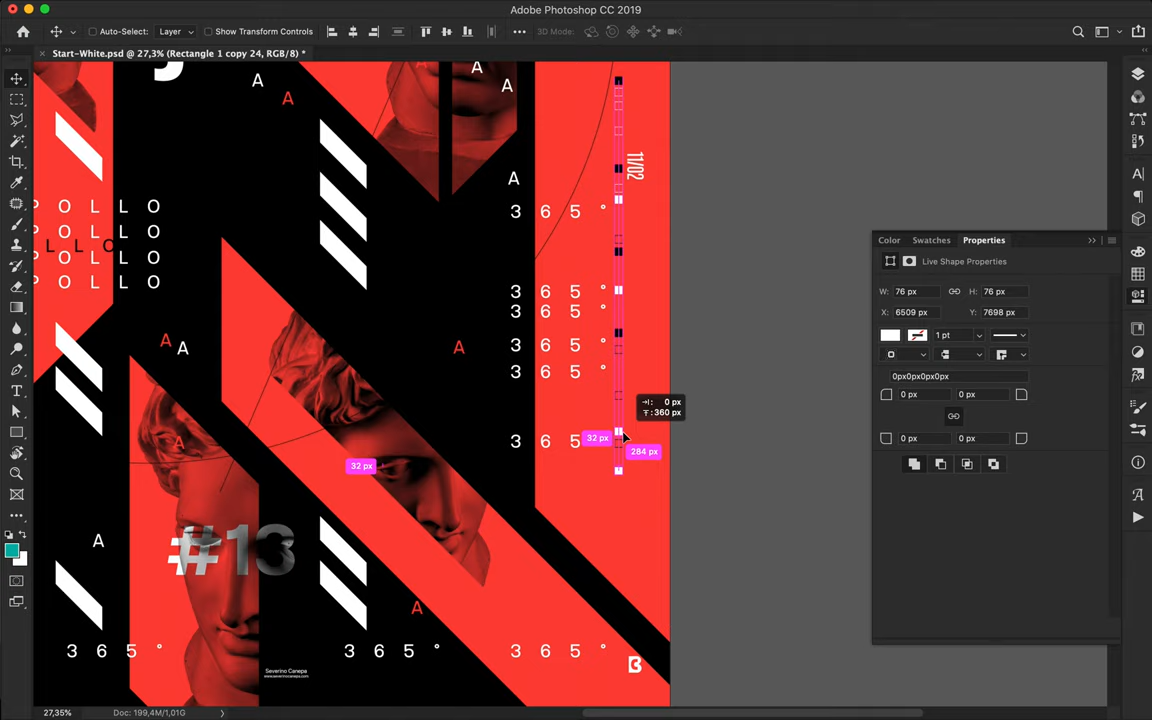 Adobe Photoshop CC 2019
Auto-Select: Layer Show Transform Controls 3D Mode:
Start-White.psd @ 27,3% (Rectangle 1 copy 24, RGB/8) *
A
A
A
A
A
11/02
3 6 5 °
P O L L O
P O L L O
L L O
P O L L O
P O L L O
3 6 5 °
3 6 5 °
3 6 5 °
3 6 5 °
3 6 5
A
A
A
A
A
A
#13
3 6 5 °
3 6 5 °
3 6 5 °
Severino Canepa
www.severinocanepa.com
0 px
:360 px
32 px
284 px
32 px
Color Swatches Properties
Live Shape Properties
W: 76 px H: 76 px
X: 6509 px Y: 7698 px
1 pt
0px0px0px0px
0 px 0 px
0 px 0 px
27,35% Doc: 199,4M/1,01G